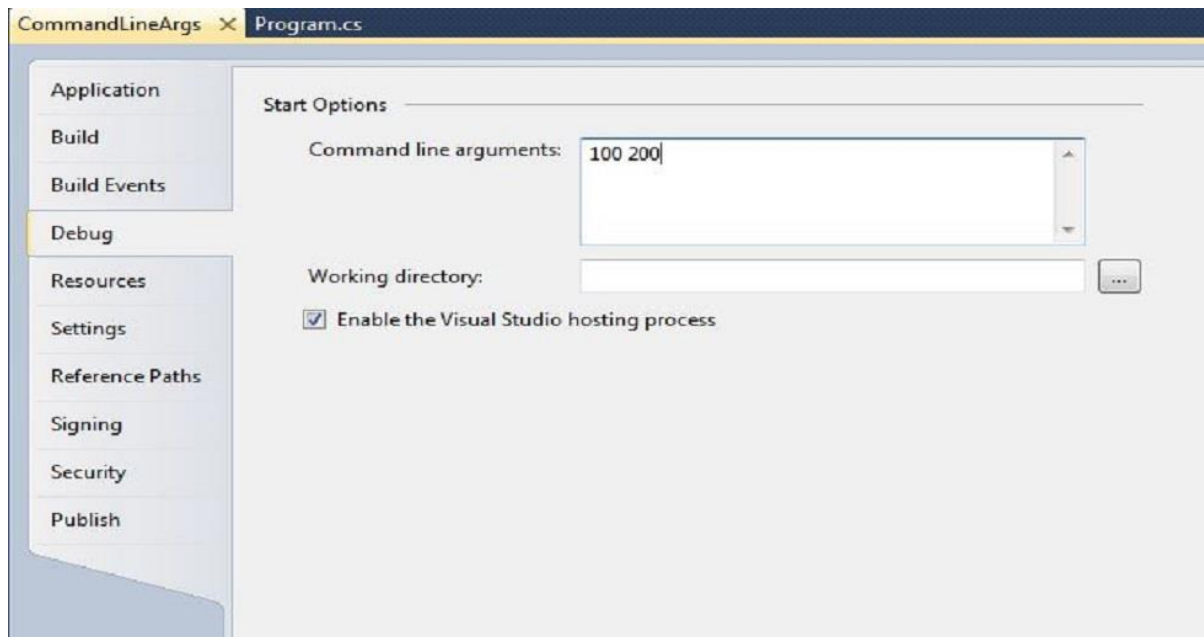 CommandLineArgs Program.cs
Application
Build
Build Events
Debug
Resources
Settings
Reference Paths
Signing
Security
Publish
Start Options
Command line arguments: 100 200
Working directory: ...
Enable the Visual Studio hosting process